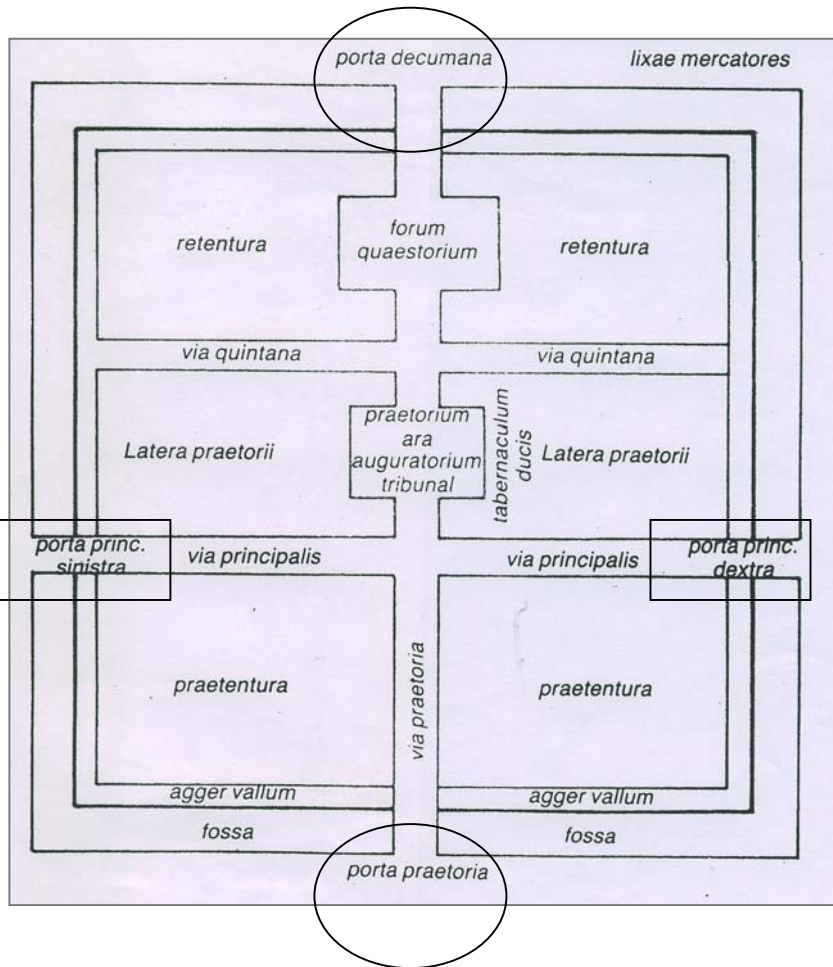 porta decumana
lixae mercatores
retentura
forum
quaestorium
retentura
via quintana
via quintana
Latera praetorii
praetorium
ara
auguratorium
tribunal
tabernaculum
ducis
Latera praetorii
porta princ.
sinistra
via principalis
via principalis
porta princ.
dextra
praetentura
via praetoria
praetentura
agger vallum
agger vallum
fossa
fossa
porta praetoria